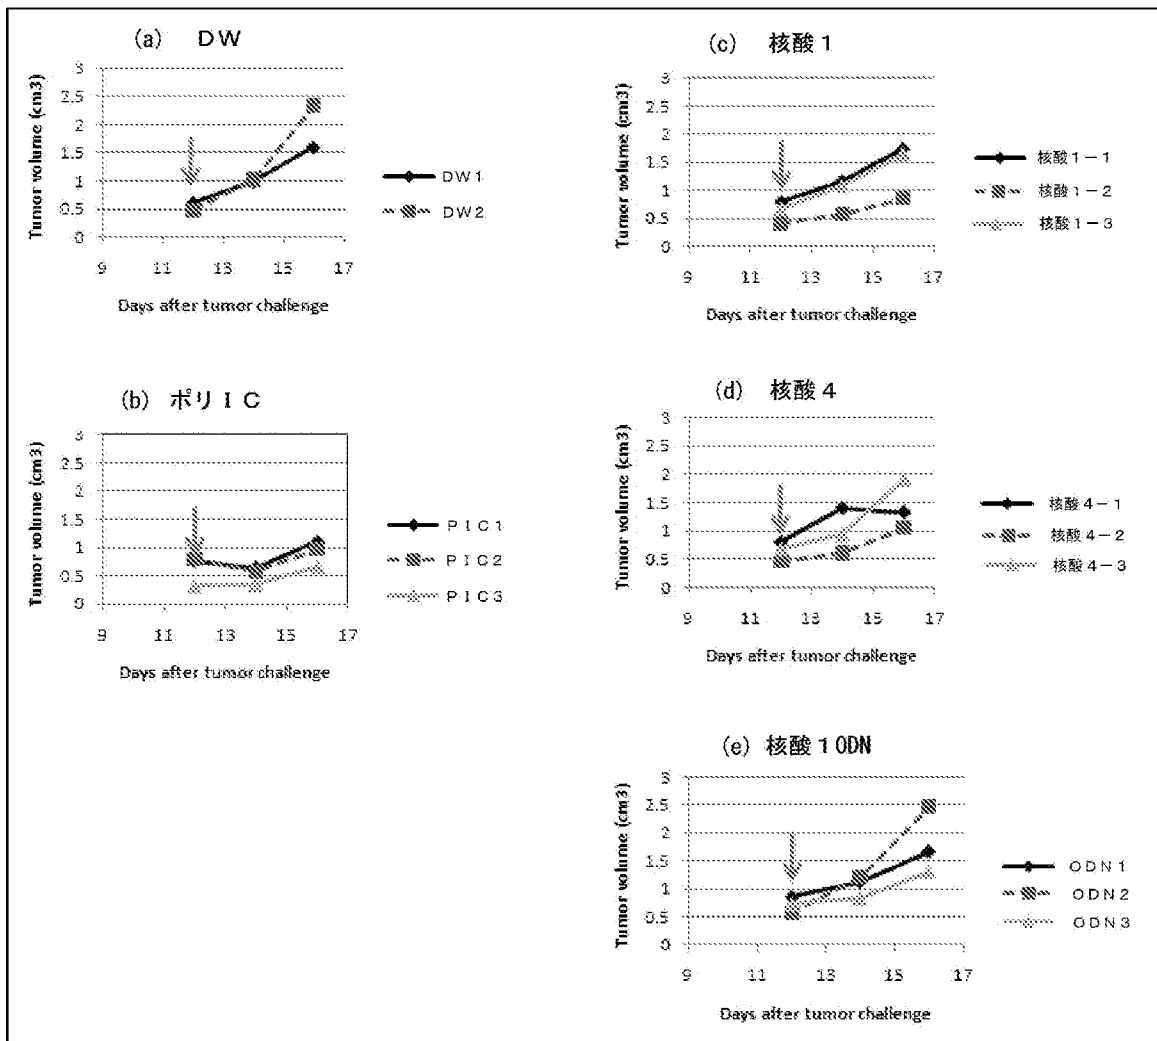 (a) DW
Tumor volume (cm3)
3
2.5
2
1.5
1
0.5
0
9 11 13 15 17
Days after tumor challenge
DW1
DW2
(b) ポリIC
Tumor volume (cm3)
3
2.5
2
1.5
1
0.5
0
9 11 13 15 17
Days after tumor challenge
PIC1
PIC2
PIC3
(c) 核酸1
Tumor volume (cm3)
3
2.5
2
1.5
1
0.5
0
9 11 13 15 17
Days after tumor challenge
核酸1-1
核酸1-2
核酸1-3
(d) 核酸4
Tumor volume (cm3)
3
2.5
2
1.5
1
0.5
0
9 11 13 15 17
Days after tumor challenge
核酸4-1
核酸4-2
核酸4-3
(e) 核酸1ODN
Tumor volume (cm3)
3
2.5
2
1.5
1
0.5
0
9 11 13 15 17
Days after tumor challenge
ODN1
ODN2
ODN3